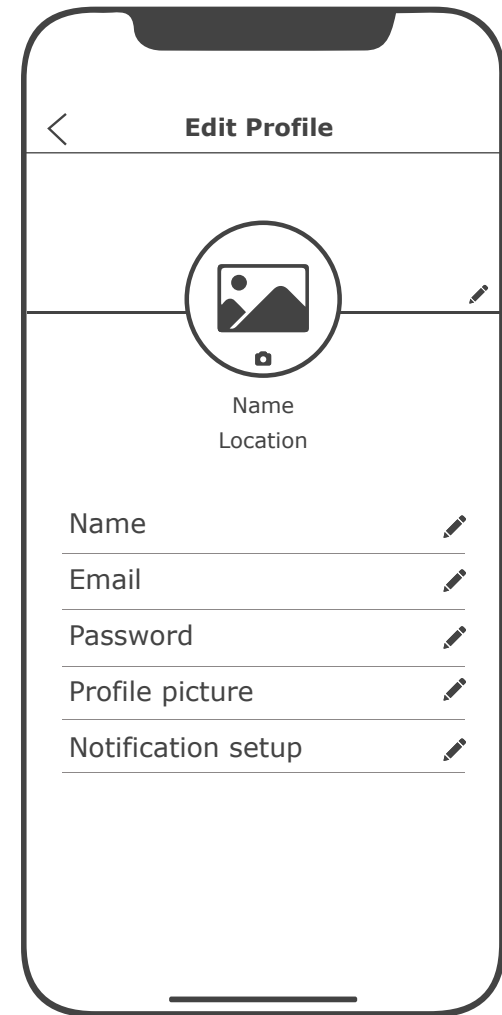 Edit Profile
Name
Location
Name
Email
Password
Profile picture
Notification setup